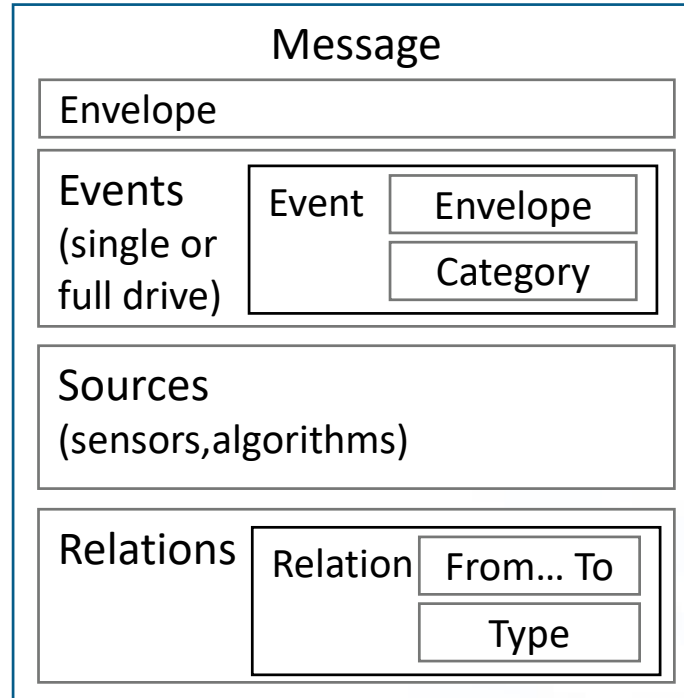 Message
Envelope
Events
(single or
full drive)
Event
Envelope
Category
Sources
(sensors,algorithms)
Relations
Relation
From... To
Type